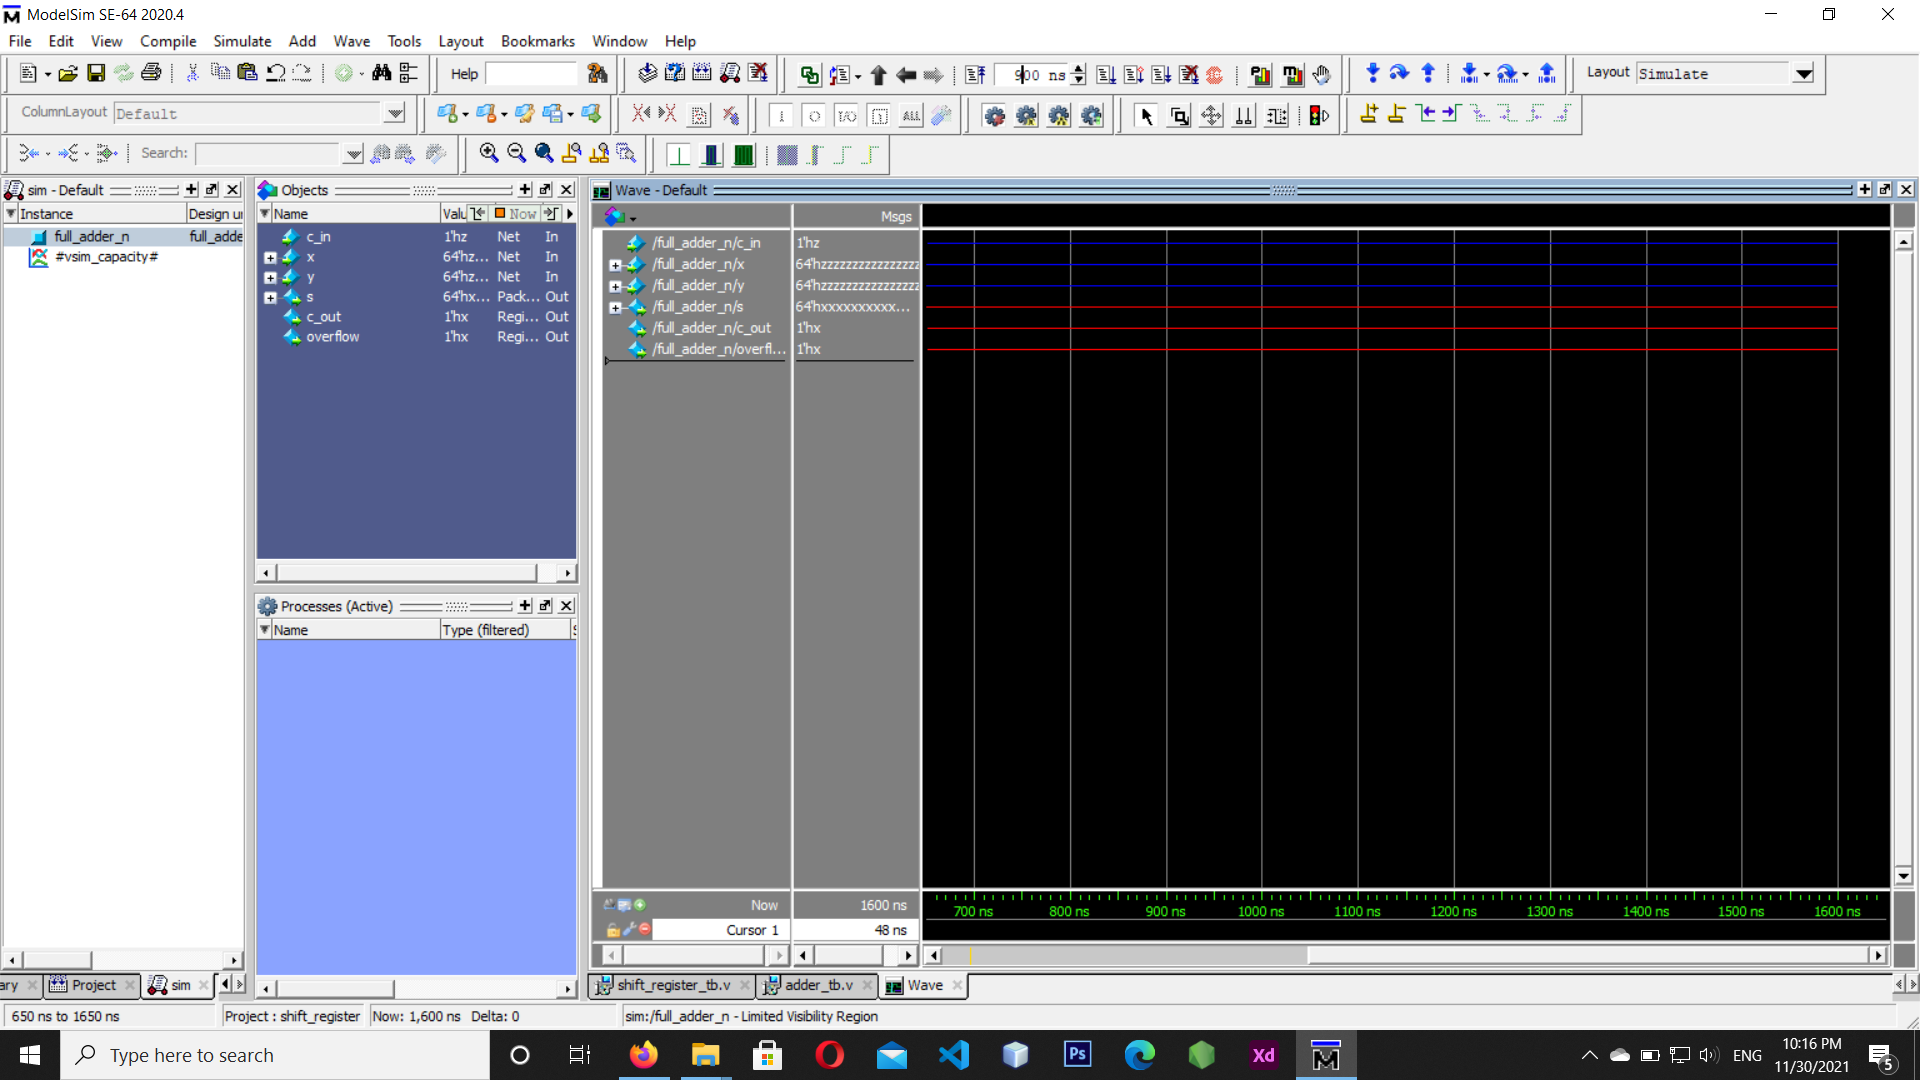 ModelSim SE-64 2020.4
File Edit View Compile Simulate Add Wave Tools Layout Bookmarks Window Help
Help
900 ns
Layout Simulate
ColumnLayout Default
I O I/O ALL
Search:
sim - Default
Instance Design
full_adder_n full_adde
#vsim_capacity#
Objects
Name Now
c_in 1'hz Net In
x 64'hz... Net In
y 64'hz... Net In
s 64'hx... Pack... Out
c_out 1'hx Regi... Out
overflow 1'hx Regi... Out
Processes (Active)
Name Type (filtered)
Wave - Default
Msgs
/full_adder_n/c_in 1'hz
/full_adder_n/x 64'hzzzzzzzzzzzzzzzz
/full_adder_n/y 64'hzzzzzzzzzzzzzzzz
/full_adder_n/s 64'hxxxxxxxxxx...
/full_adder_n/c_out 1'hx
/full_adder_n/overfl... 1'hx
Now 1600 ns
700 ns 800 ns 900 ns 1000 ns 1100 ns 1200 ns 1300 ns 1400 ns 1500 ns 1600 ns
Cursor 1 48 ns
ary Project sim
shift_register_tb.v adder_tb.v Wave
650 ns to 1650 ns Project : shift_register Now: 1,600 ns Delta: 0 sim:/full_adder_n - Limited Visibility Region
Type here to search
Ps
Xd
ENG
10:16 PM
11/30/2021
5